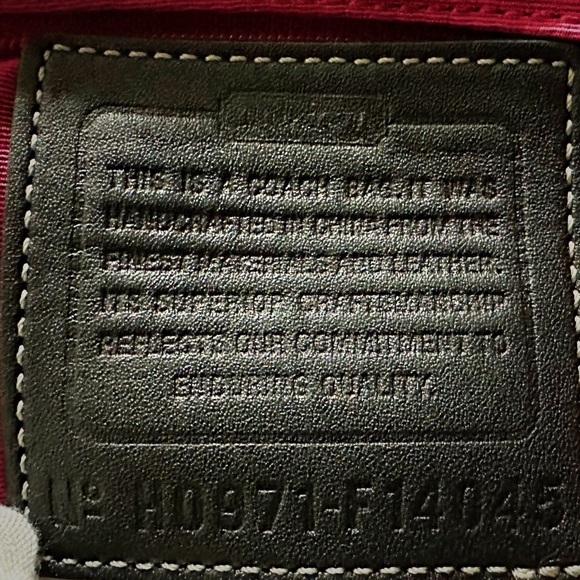 THIS IS A COACH BAG. IT WAS
HANDCRAFTED IN CHINA FROM THE
FINEST MATERIALS AND LEATHER.
ITS SUPERIOR CRAFTSMANSHIP
REFLECTS OUR COMMITMENT TO
ENDURING QUALITY.
Nº H0971-F14045